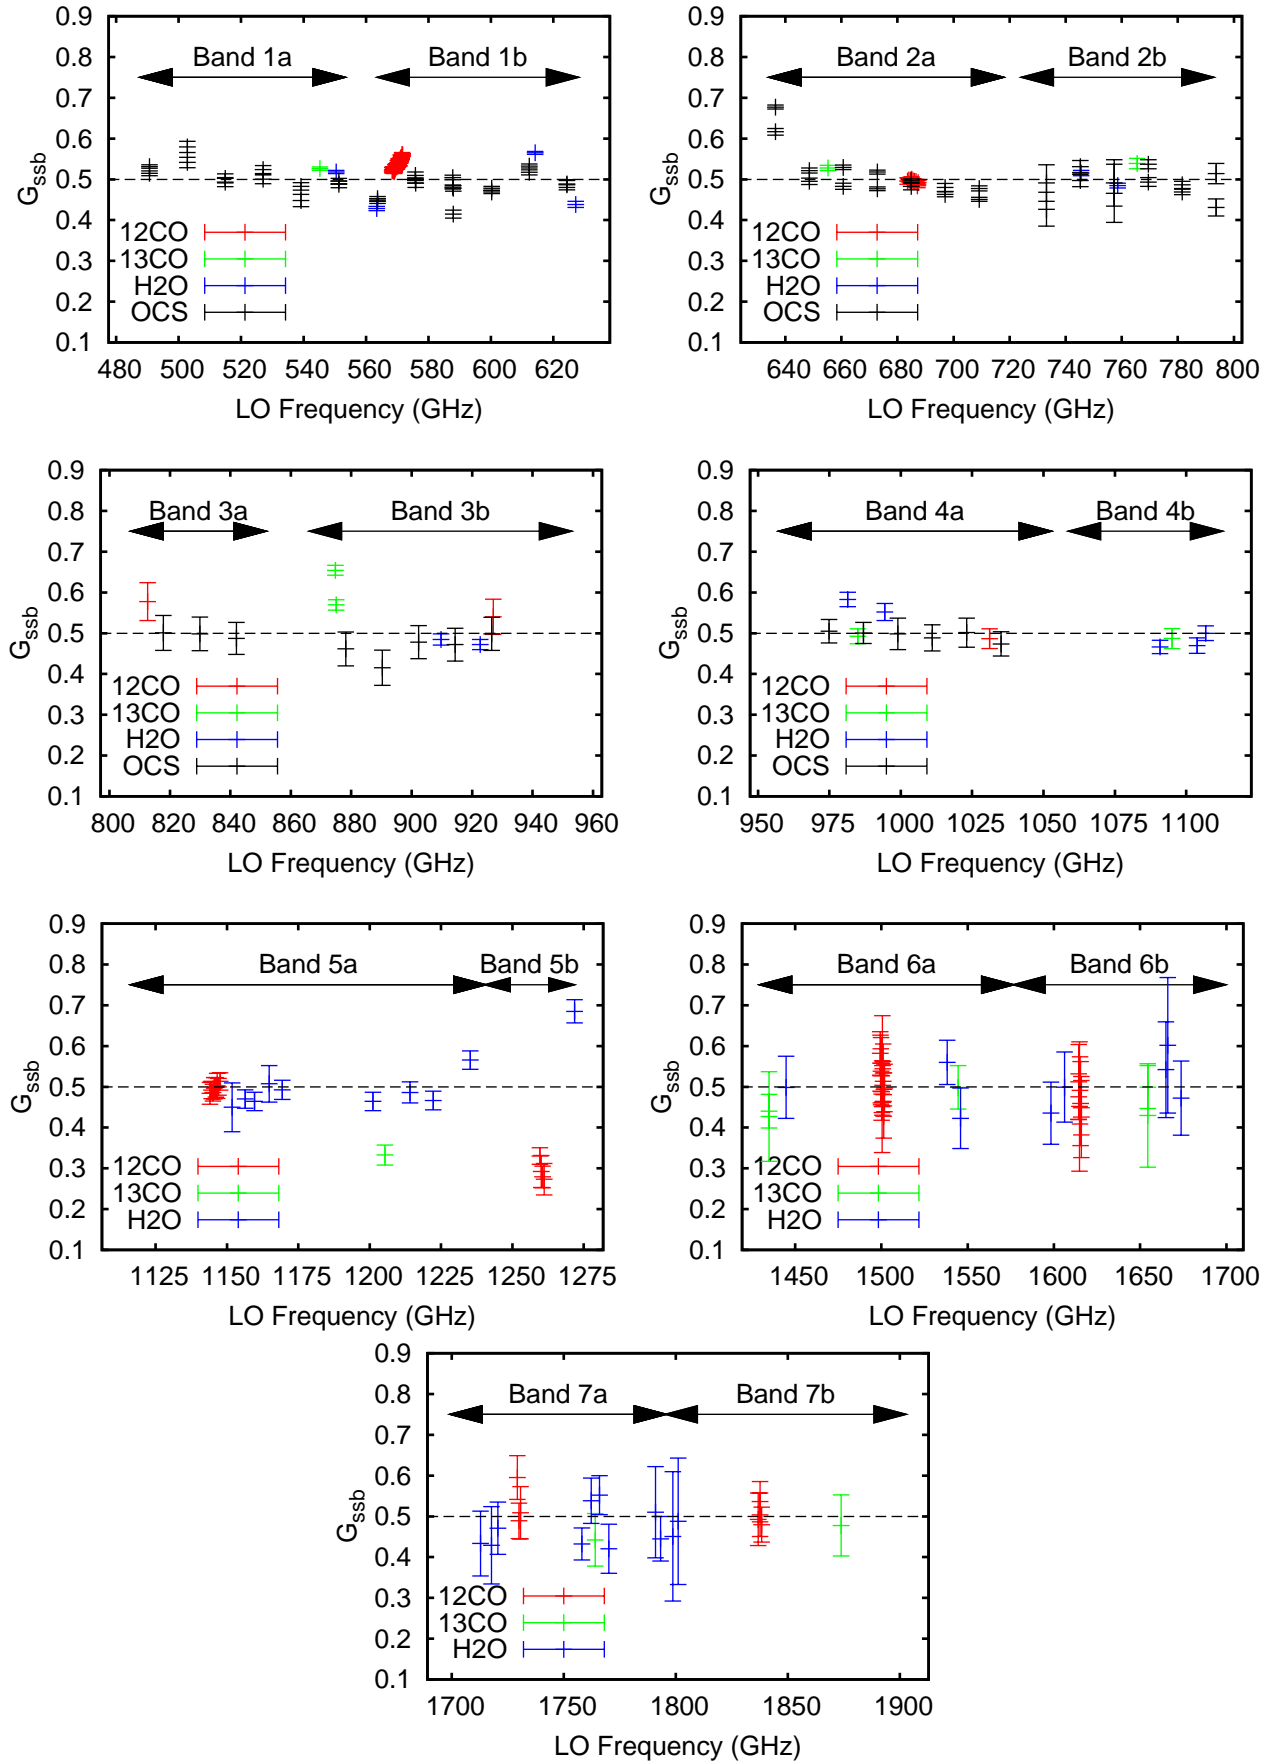 0.9
0.8
0.7
0.6
0.5
0.4
0.3
0.2
0.1
G_ssb
Band 1a
Band 1b
12CO
13CO
H2O
OCS
480 500 520 540 560 580 600 620
LO Frequency (GHz)
0.9
0.8
0.7
0.6
0.5
0.4
0.3
0.2
0.1
G_ssb
Band 2a
Band 2b
12CO
13CO
H2O
OCS
640 660 680 700 720 740 760 780 800
LO Frequency (GHz)
0.9
0.8
0.7
0.6
0.5
0.4
0.3
0.2
0.1
G_ssb
Band 3a
Band 3b
12CO
13CO
H2O
OCS
800 820 840 860 880 900 920 940 960
LO Frequency (GHz)
0.9
0.8
0.7
0.6
0.5
0.4
0.3
0.2
0.1
G_ssb
Band 4a
Band 4b
12CO
13CO
H2O
OCS
950 975 1000 1025 1050 1075 1100
LO Frequency (GHz)
0.9
0.8
0.7
0.6
0.5
0.4
0.3
0.2
0.1
G_ssb
Band 5a
Band 5b
12CO
13CO
H2O
1125 1150 1175 1200 1225 1250 1275
LO Frequency (GHz)
0.9
0.8
0.7
0.6
0.5
0.4
0.3
0.2
0.1
G_ssb
Band 6a
Band 6b
12CO
13CO
H2O
1450 1500 1550 1600 1650 1700
LO Frequency (GHz)
0.9
0.8
0.7
0.6
0.5
0.4
0.3
0.2
0.1
G_ssb
Band 7a
Band 7b
12CO
13CO
H2O
1700 1750 1800 1850 1900
LO Frequency (GHz)